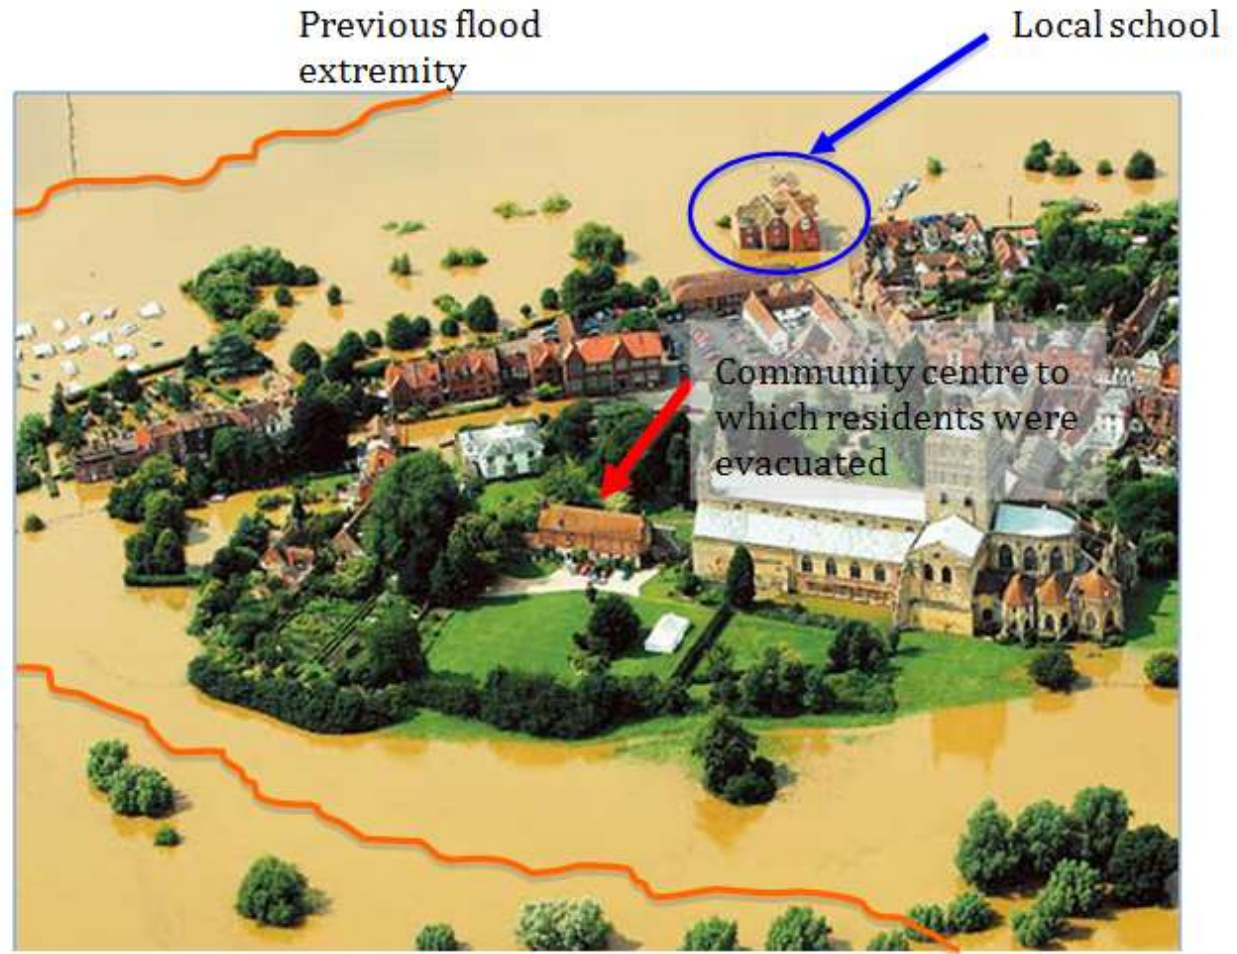 Previous flood
extremity
Local school
Community centre to
which residents were
evacuated